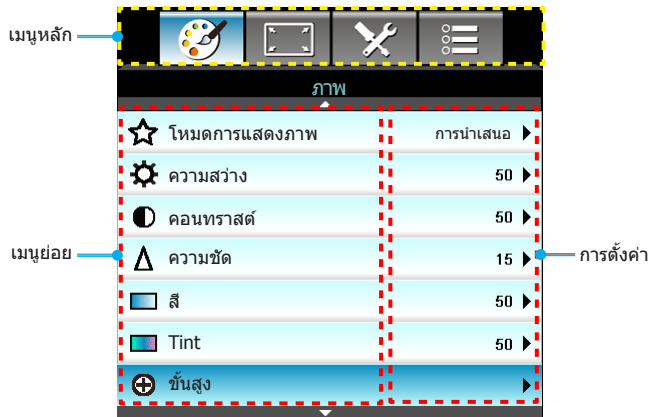 เมนูหลัก
ภาพ
โหมดการแสดงภาพ การนำเสนอ
ความสว่าง 50
คอนทราสต์ 50
เมนูย่อย
ความชัด 15
การตั้งค่า
สี 50
Tint 50
ขั้นสูง